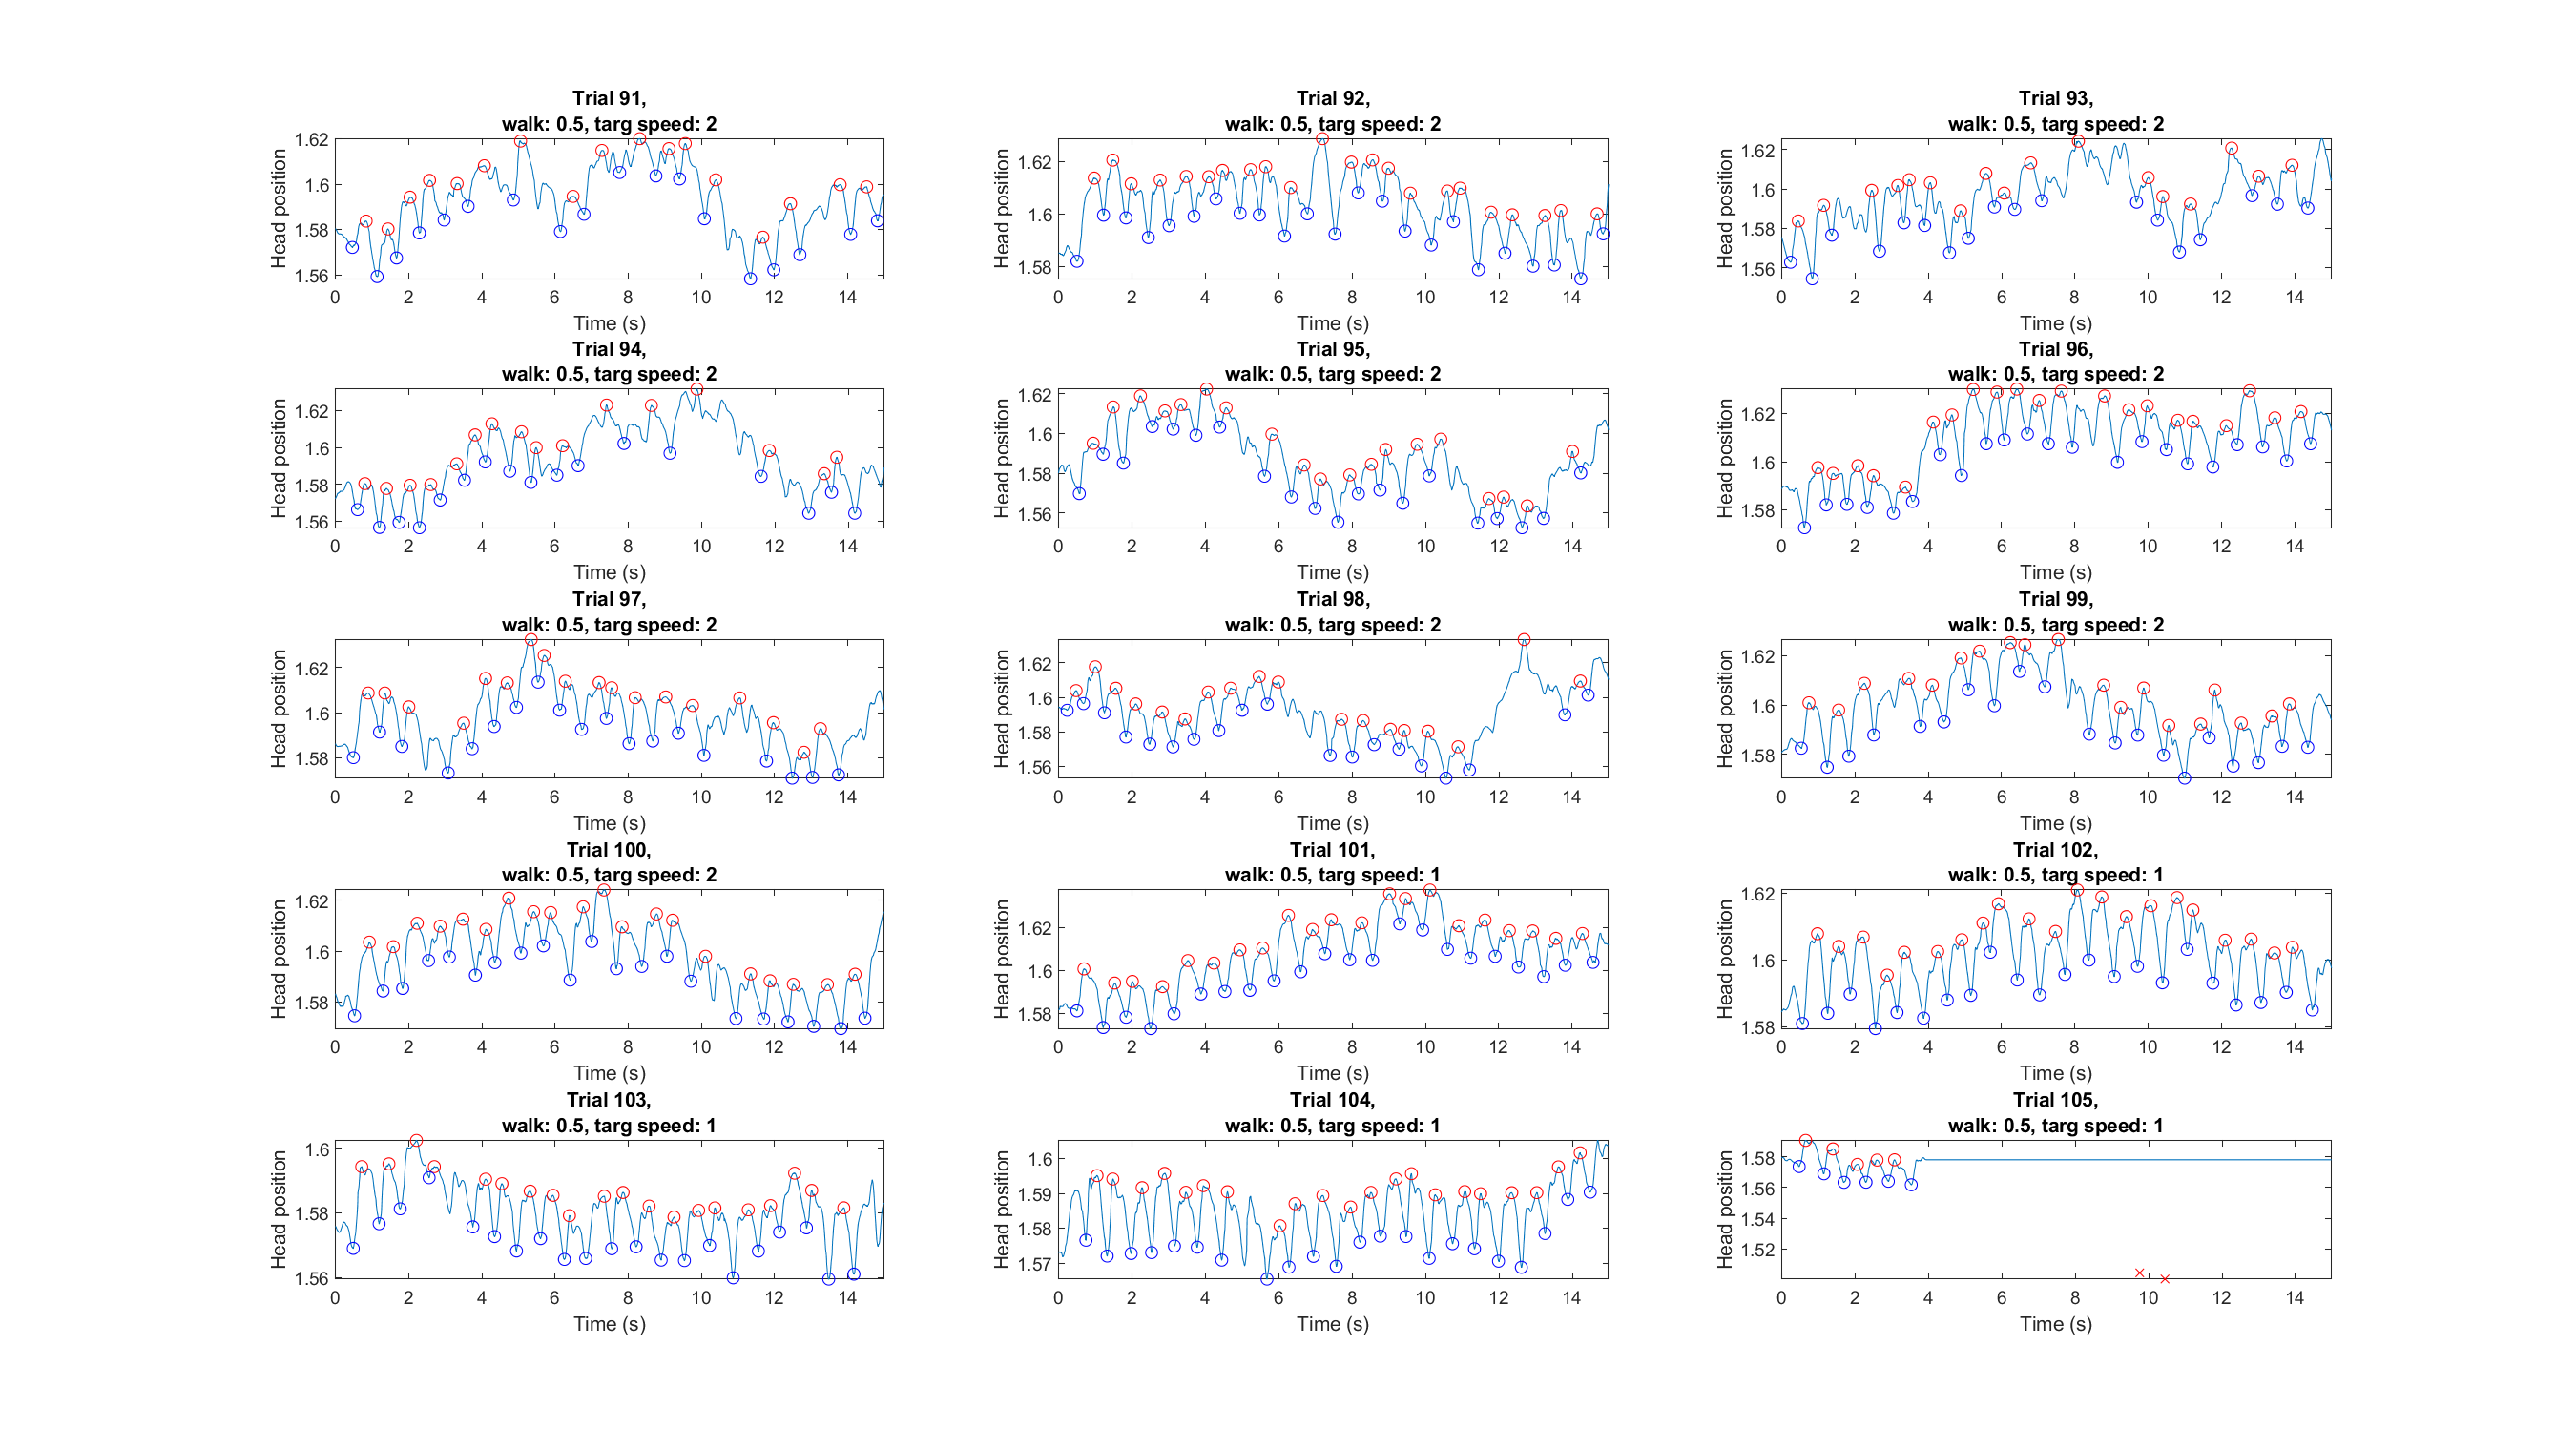 Trial 91,
walk: 0.5, targ speed: 2
1.62
1.6
1.58
1.56
Head position
0 2 4 6 8 10 12 14
Time (s)
Trial 92,
walk: 0.5, targ speed: 2
1.62
1.6
1.58
Head position
0 2 4 6 8 10 12 14
Time (s)
Trial 93,
walk: 0.5, targ speed: 2
1.62
1.6
1.58
1.56
Head position
0 2 4 6 8 10 12 14
Time (s)
Trial 94,
walk: 0.5, targ speed: 2
1.62
1.6
1.58
1.56
Head position
0 2 4 6 8 10 12 14
Time (s)
Trial 95,
walk: 0.5, targ speed: 2
1.62
1.6
1.58
1.56
Head position
0 2 4 6 8 10 12 14
Time (s)
Trial 96,
walk: 0.5, targ speed: 2
1.62
1.6
1.58
Head position
0 2 4 6 8 10 12 14
Time (s)
Trial 97,
walk: 0.5, targ speed: 2
1.62
1.6
1.58
Head position
0 2 4 6 8 10 12 14
Time (s)
Trial 98,
walk: 0.5, targ speed: 2
1.62
1.6
1.58
1.56
Head position
0 2 4 6 8 10 12 14
Time (s)
Trial 99,
walk: 0.5, targ speed: 2
1.62
1.6
1.58
Head position
0 2 4 6 8 10 12 14
Time (s)
Trial 100,
walk: 0.5, targ speed: 2
1.62
1.6
1.58
Head position
0 2 4 6 8 10 12 14
Time (s)
Trial 101,
walk: 0.5, targ speed: 1
1.62
1.6
1.58
Head position
0 2 4 6 8 10 12 14
Time (s)
Trial 102,
walk: 0.5, targ speed: 1
1.62
1.6
1.58
Head position
0 2 4 6 8 10 12 14
Time (s)
Trial 103,
walk: 0.5, targ speed: 1
1.6
1.58
1.56
Head position
0 2 4 6 8 10 12 14
Time (s)
Trial 104,
walk: 0.5, targ speed: 1
1.6
1.59
1.58
1.57
Head position
0 2 4 6 8 10 12 14
Time (s)
Trial 105,
walk: 0.5, targ speed: 1
1.58
1.56
1.54
1.52
Head position
0 2 4 6 8 10 12 14
Time (s)